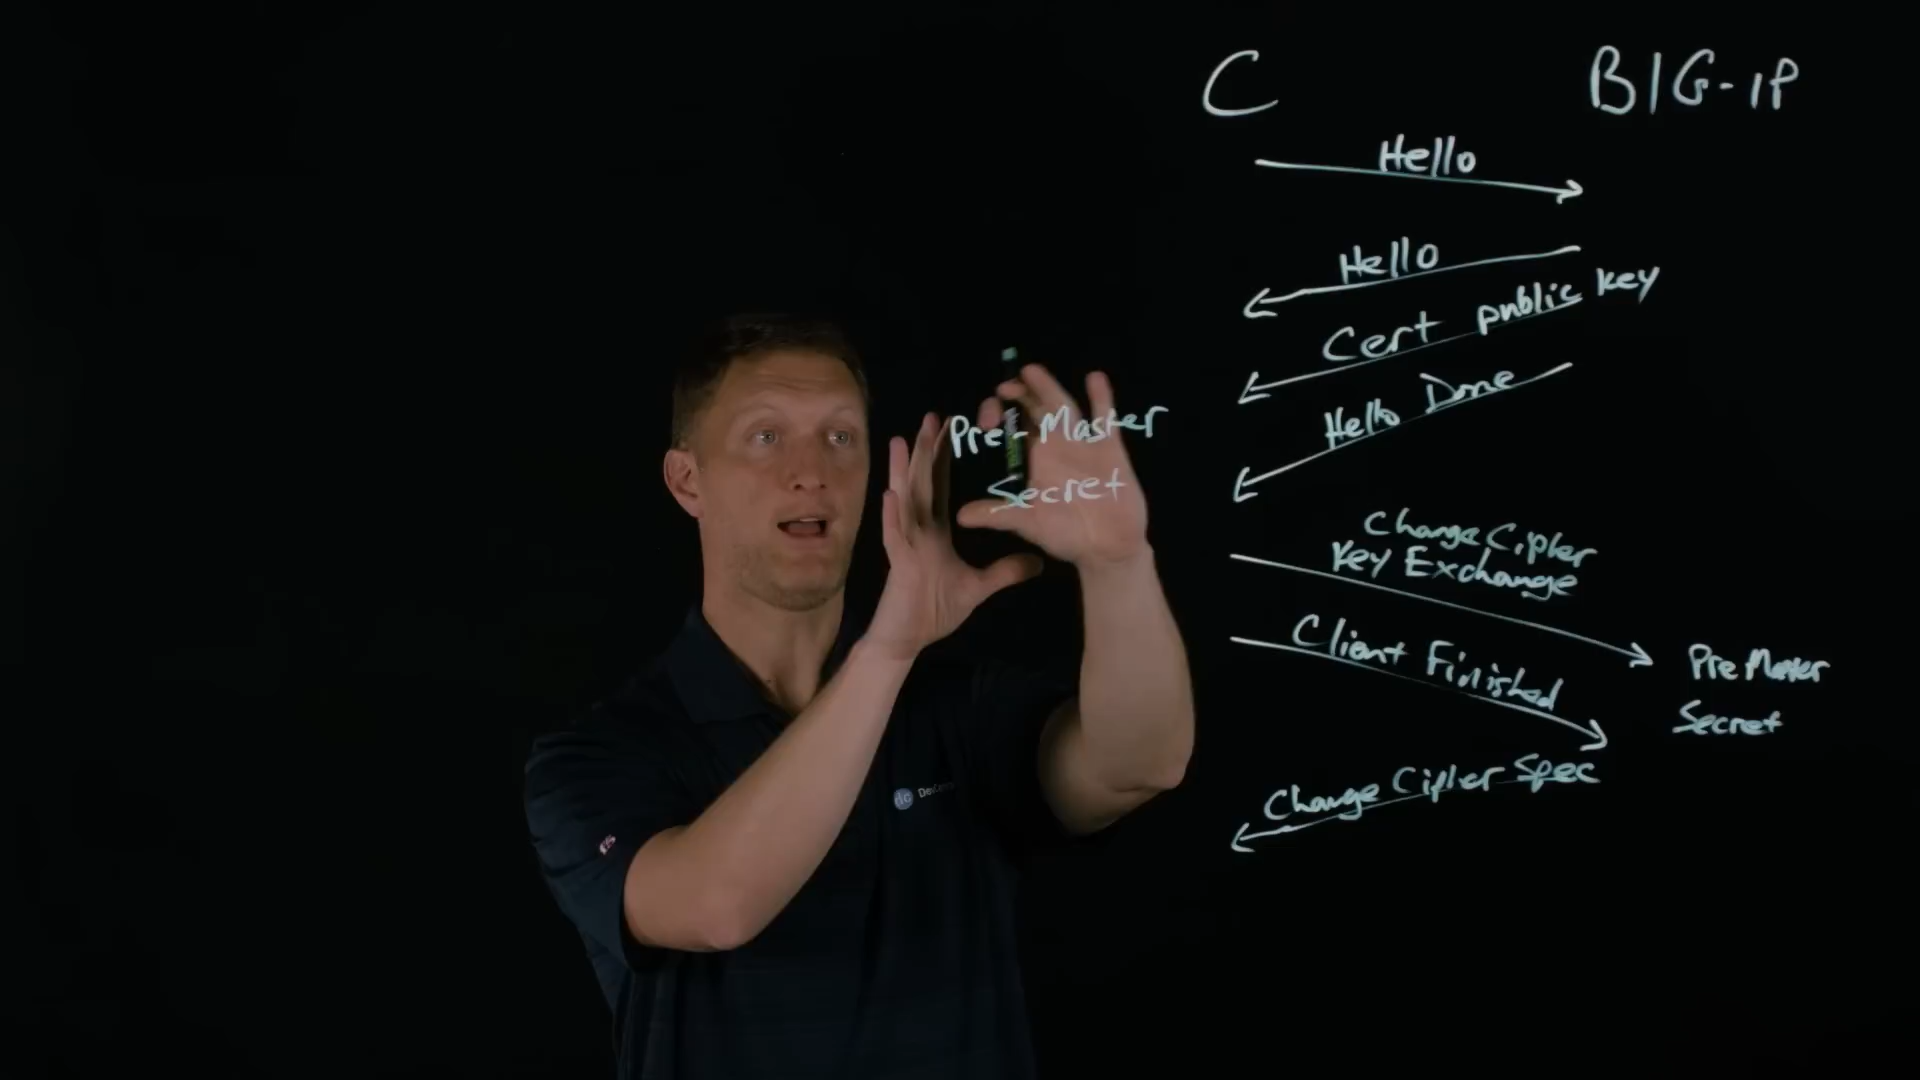 C BIG-IP
Hello
Hello
Cert public key
Hello Done
Pre-Master
Secret
Change Cipher
Key Exchange
Client Finished
Pre Master
Secret
Change Cipher Spec